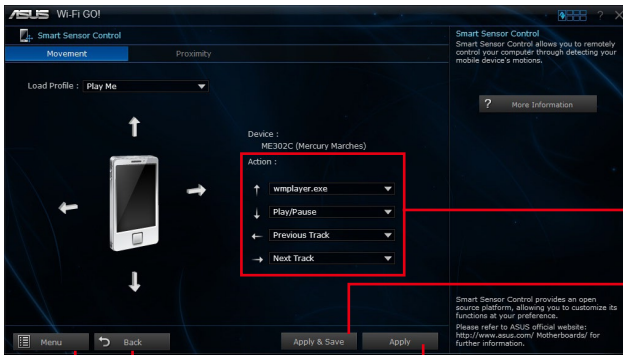 ASUS Wi-Fi GO!
?
X
Smart Sensor Control
Movement
Proximity
Load Profile : Play Me
Device :
ME302C (Mercury Marches)
Action :
wmplayer.exe
Play/Pause
Previous Track
Next Track
Menu
Back
Apply & Save
Apply
Smart Sensor Control
Smart Sensor Control allows you to remotely
control your computer through detecting your
mobile device's motions.
? More Information
Smart Sensor Control provides an open
source platform, allowing you to customize its
functions at your preference.
Please refer to ASUS official website:
http://www.asus.com/ Motherboards/ for
further information.